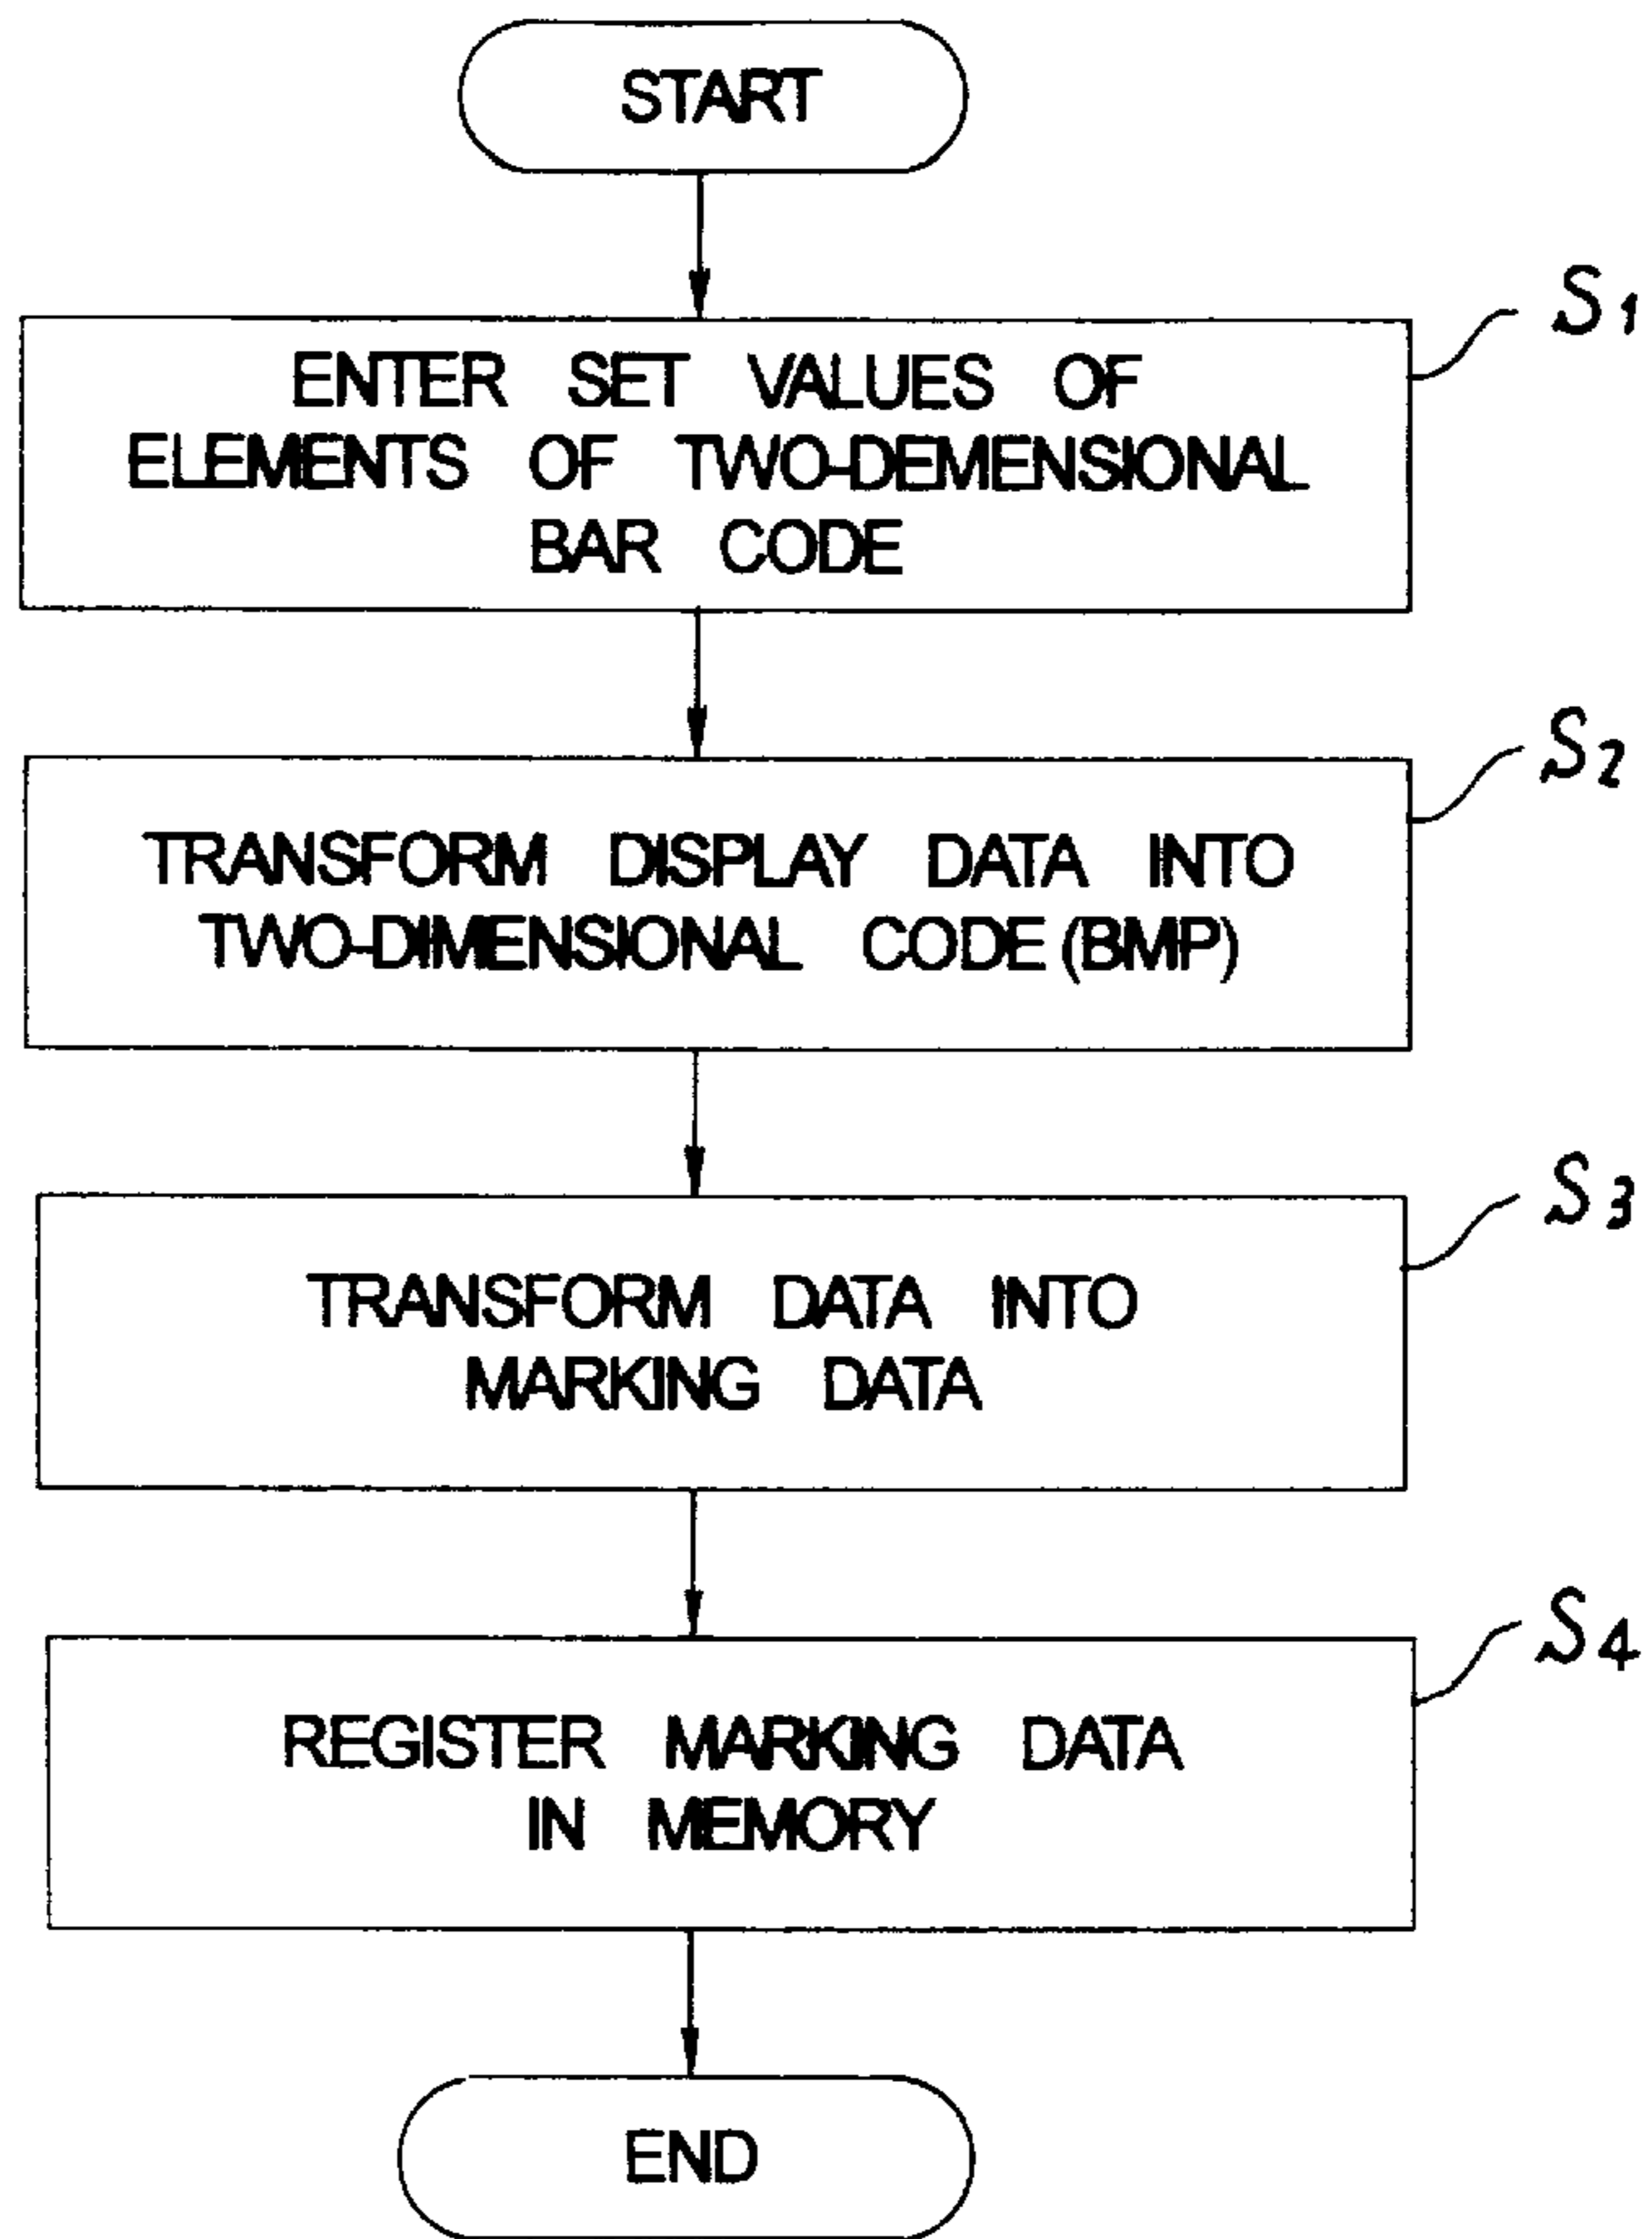 START
S1
ENTER SET VALUES OF
ELEMENTS OF TWO-DEMENSIONAL
BAR CODE
S2
TRANSFORM DISPLAY DATA INTO
TWO-DIMENSIONAL CODE (BMP)
S3
TRANSFORM DATA INTO
MARKING DATA
S4
REGISTER MARKING DATA
IN MEMORY
END